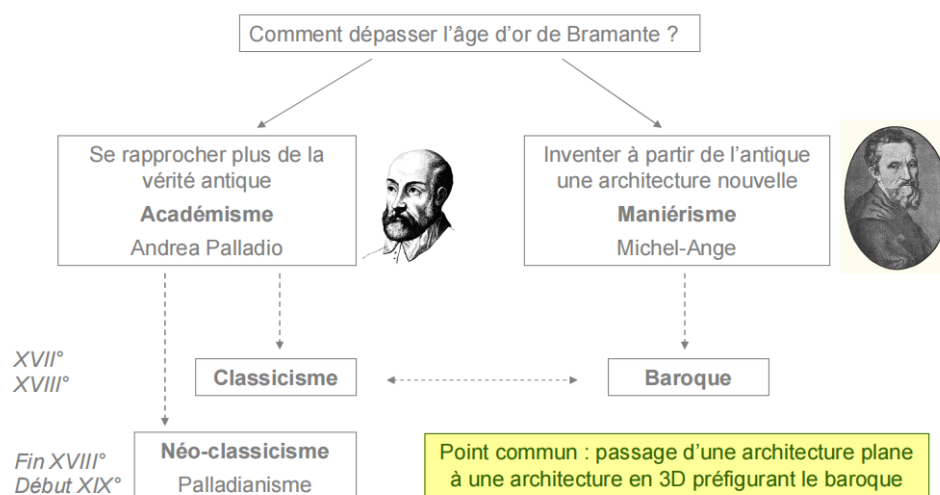 Comment dépasser l'âge d'or de Bramante ?
Se rapprocher plus de la
vérité antique
Académisme
Andrea Palladio
Inventer à partir de l'antique
une architecture nouvelle
Maniérisme
Michel-Ange
XVII°
XVIII°
Classicisme
Baroque
Fin XVIII°
Début XIX°
Néo-classicisme
Palladianisme
Point commun : passage d'une architecture plane
à une architecture en 3D préfigurant le baroque